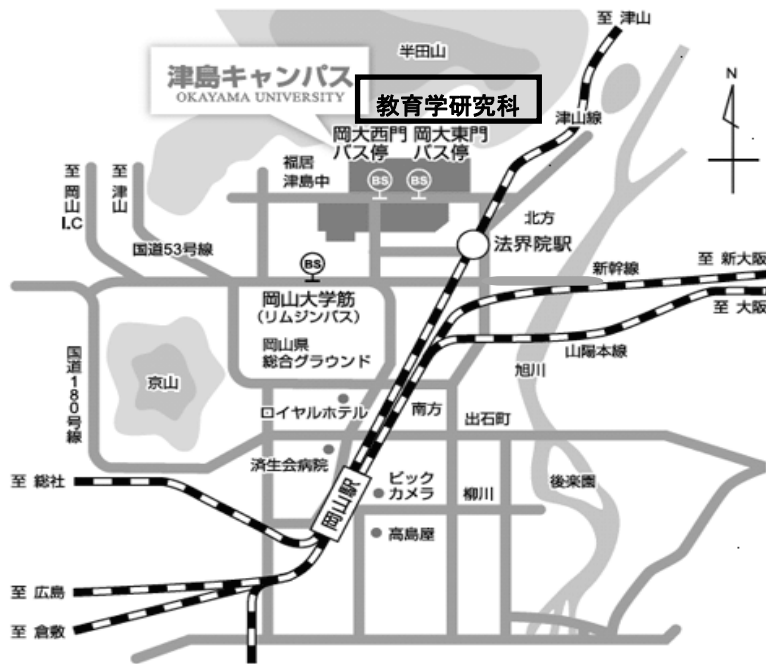 至 津山
半田山
津島キャンパス
OKAYAMA UNIVERSITY
教育学研究科
N
津山線
岡大西門
バス停
岡大東門
バス停
福居
津島中
BS
BS
至 岡山 I.C
至 津山
北方
国道53号線
法界院駅
BS
新幹線
至 新大阪
至 大阪
岡山大学筋
(リムジンバス)
岡山県
総合グラウンド
山陽本線
国道180号線
京山
旭川
ロイヤルホテル
南方
出石町
済生会病院
至 総社
岡山駅
ビック
カメラ
柳川
後楽園
高島屋
至 広島
至 倉敷